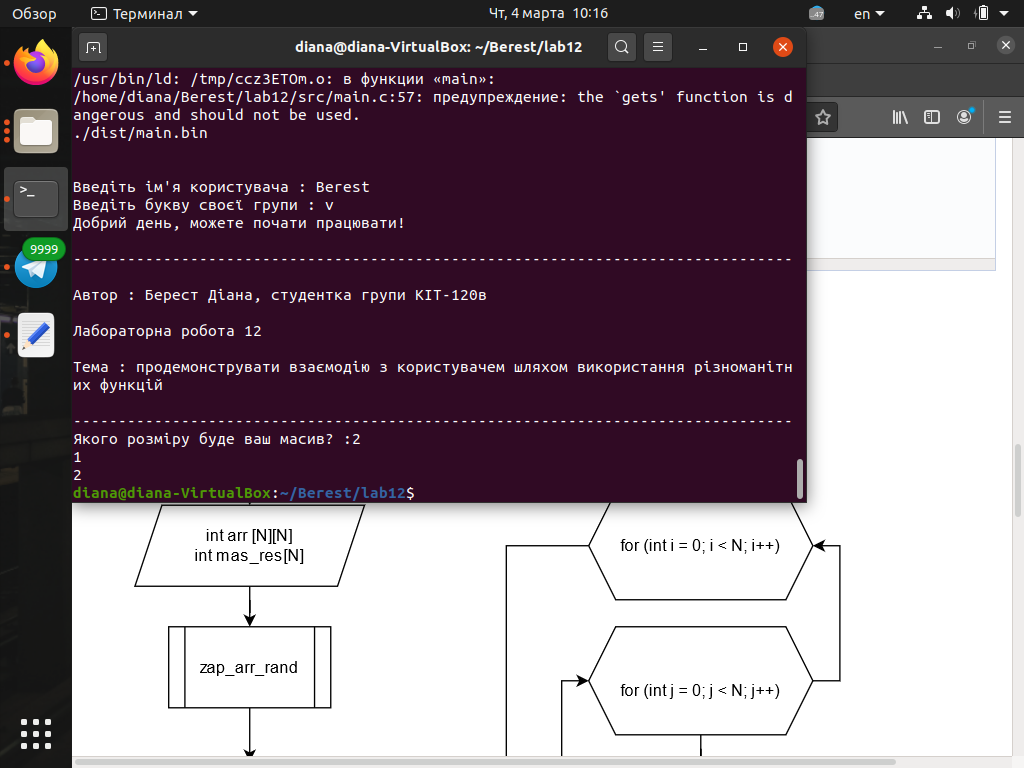 Обзор
Терминал
Чт, 4 марта 10:16
.47
en
diana@diana-VirtualBox: ~/Berest/lab12
/usr/bin/ld: /tmp/ccz3ETOm.o: в функции «main»:
/home/diana/Berest/lab12/src/main.c:57: предупреждение: the `gets' function is d
angerous and should not be used.
./dist/main.bin
Введіть ім'я користувача : Berest
Введіть букву своєї групи : v
Добрий день, можете почати працювати!
--------------------------------------------------------------------------------
Автор : Берест Діана, студентка групи КІТ-120в
Лабораторна робота 12
Тема : продемонструвати взаємодію з користувачем шляхом використання різноманітн
их функцій
--------------------------------------------------------------------------------
Якого розміру буде ваш масив? :2
1
2
diana@diana-VirtualBox:~/Berest/lab12$
9999
int arr [N][N]
int mas_res[N]
zap_arr_rand
for (int i = 0; i < N; i++)
for (int j = 0; j < N; j++)